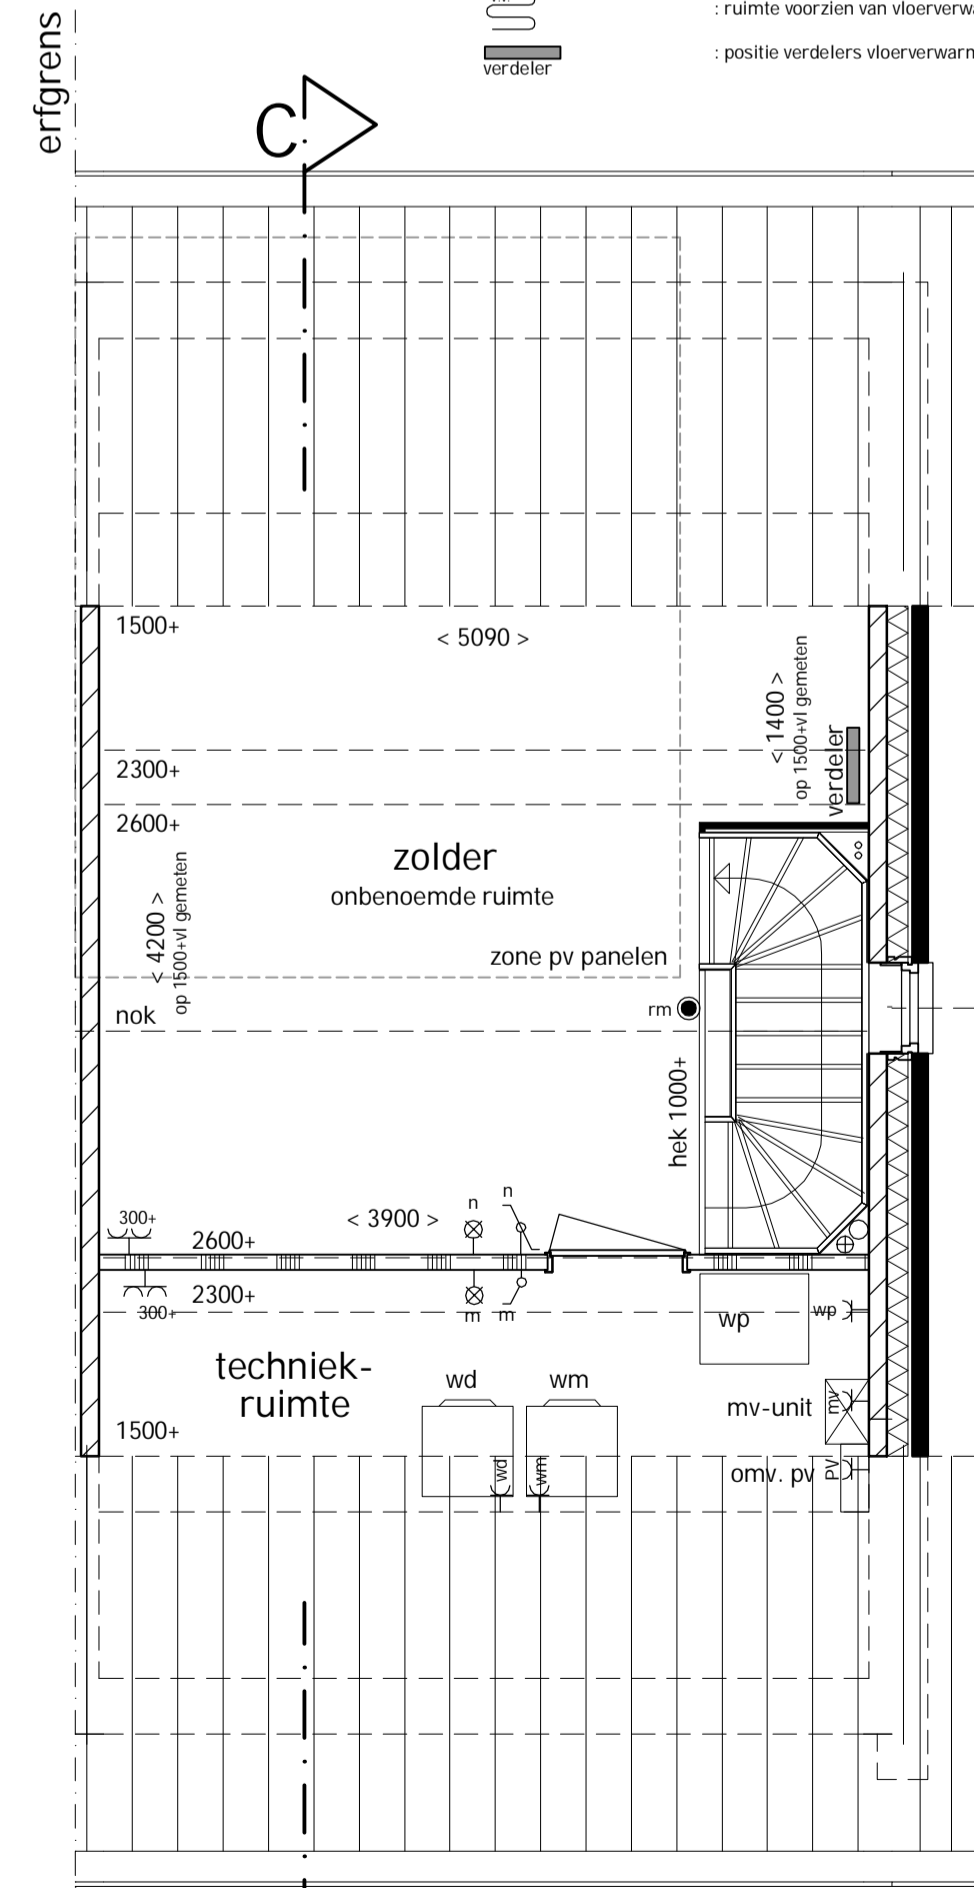 : ruimte voorzien van vloerverwa
: positie verdelers vloerverwarn
verdeler
erfgrens
C
1500+
< 5090 >
< 1400 >
op 1500+vl gemeten
verdeler
2300+
2600+
zolder
onbenoemde ruimte
< 4200 >
op 1500+vl gemeten
zone pv panelen
nok
rm
hek 1000+
300+
< 3900 >
n
n
2600+
2300+
300+
m
m
wp
wp
techniek-
ruimte
wd
wm
mv-unit
mv
1500+
wd
wm
omv. pv
PV